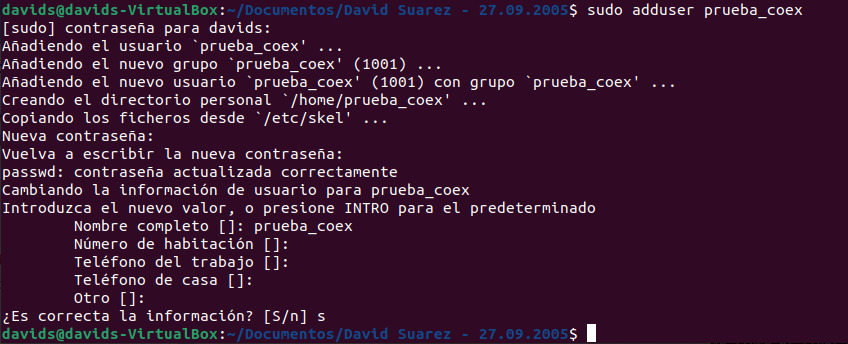 davids@davids-VirtualBox:~/Documentos/David Suarez - 27.09.2005$ sudo adduser prueba_coex
[sudo] contraseña para davids:
Añadiendo el usuario `prueba_coex' ...
Añadiendo el nuevo grupo `prueba_coex' (1001) ...
Añadiendo el nuevo usuario `prueba_coex' (1001) con grupo `prueba_coex' ...
Creando el directorio personal `/home/prueba_coex' ...
Copiando los ficheros desde `/etc/skel' ...
Nueva contraseña:
Vuelva a escribir la nueva contraseña:
passwd: contraseña actualizada correctamente
Cambiando la información de usuario para prueba_coex
Introduzca el nuevo valor, o presione INTRO para el predeterminado
Nombre completo []: prueba_coex
Número de habitación []:
Teléfono del trabajo []:
Teléfono de casa []:
Otro []:
¿Es correcta la información? [S/n] s
davids@davids-VirtualBox:~/Documentos/David Suarez - 27.09.2005$